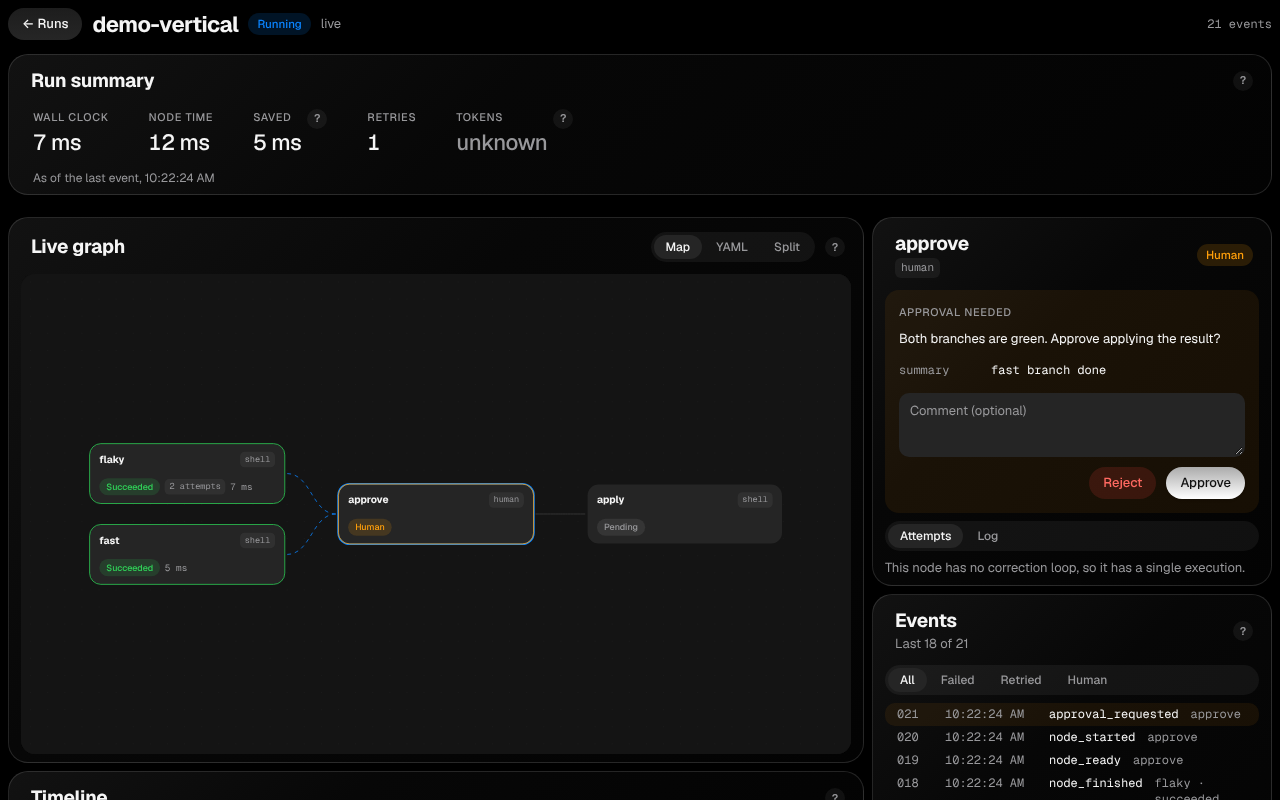 ← Runs
demo-vertical
Running
live
21 events
Run summary
?
WALL CLOCK
7 ms
NODE TIME
12 ms
SAVED
?
5 ms
RETRIES
1
TOKENS
?
unknown
As of the last event, 10:22:24 AM
Live graph
Map
YAML
Split
?
flaky
shell
Succeeded
2 attempts
7 ms
fast
shell
Succeeded
5 ms
approve
human
Human
apply
shell
Pending
Timeline
?
approve
human
Human
APPROVAL NEEDED
Both branches are green. Approve applying the result?
summary fast branch done
Comment (optional)
Reject
Approve
Attempts
Log
This node has no correction loop, so it has a single execution.
Events
Last 18 of 21
?
All
Failed
Retried
Human
021 10:22:24 AM approval_requested approve
020 10:22:24 AM node_started approve
019 10:22:24 AM node_ready approve
018 10:22:24 AM node_finished flaky ·
succeeded